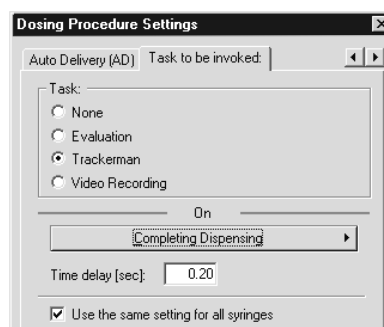 Dosing Procedure Settings
Auto Delivery (AD) Task to be invoked:
Task:
None
Evaluation
Trackerman
Video Recording
On
Completing Dispensing
Time delay [sec]: 0.20
Use the same setting for all syringes